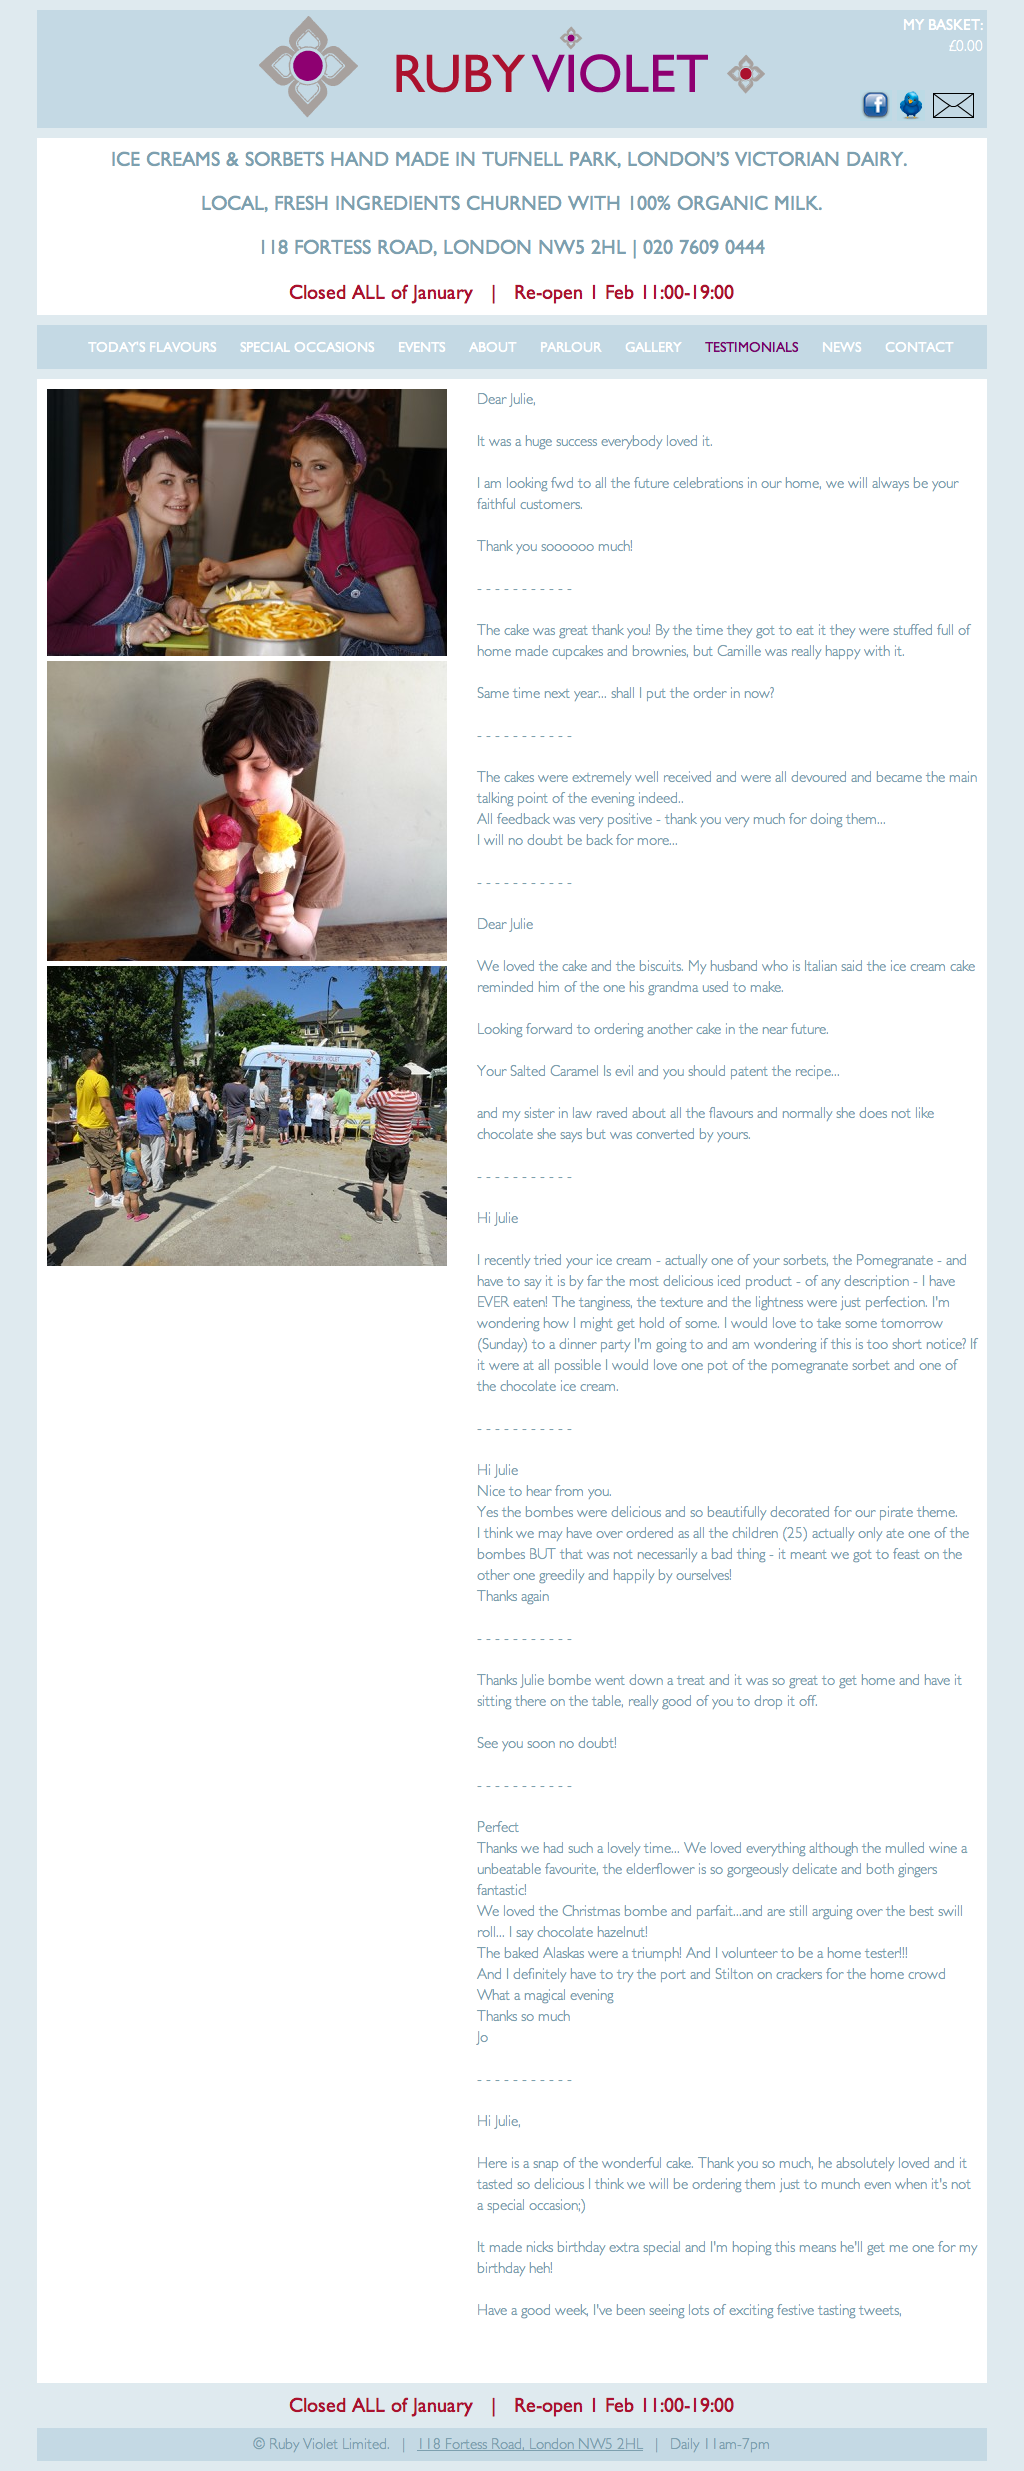 MY BASKET:
£0.00
RUBY VIOLET
ICE CREAMS & SORBETS HAND MADE IN TUFNELL PARK, LONDON'S VICTORIAN DAIRY.
LOCAL, FRESH INGREDIENTS CHURNED WITH 100% ORGANIC MILK.
118 FORTESS ROAD, LONDON NW5 2HL | 020 7609 0444
Closed ALL of January | Re-open 1 Feb 11:00-19:00
TODAY'S FLAVOURS SPECIAL OCCASIONS EVENTS ABOUT PARLOUR GALLERY TESTIMONIALS NEWS CONTACT
RUBY VIOLET
Dear Julie,
It was a huge success everybody loved it.
I am looking fwd to all the future celebrations in our home, we will always be your
faithful customers.
Thank you soooooo much!
- - - - - - - - - - -
The cake was great thank you! By the time they got to eat it they were stuffed full of
home made cupcakes and brownies, but Camille was really happy with it.
Same time next year... shall I put the order in now?
- - - - - - - - - - -
The cakes were extremely well received and were all devoured and became the main
talking point of the evening indeed..
All feedback was very positive - thank you very much for doing them...
I will no doubt be back for more...
- - - - - - - - - - -
Dear Julie
We loved the cake and the biscuits. My husband who is Italian said the ice cream cake
reminded him of the one his grandma used to make.
Looking forward to ordering another cake in the near future.
Your Salted Caramel Is evil and you should patent the recipe...
and my sister in law raved about all the flavours and normally she does not like
chocolate she says but was converted by yours.
- - - - - - - - - - -
Hi Julie
I recently tried your ice cream - actually one of your sorbets, the Pomegranate - and
have to say it is by far the most delicious iced product - of any description - I have
EVER eaten! The tanginess, the texture and the lightness were just perfection. I'm
wondering how I might get hold of some. I would love to take some tomorrow
(Sunday) to a dinner party I'm going to and am wondering if this is too short notice? If
it were at all possible I would love one pot of the pomegranate sorbet and one of
the chocolate ice cream.
- - - - - - - - - - -
Hi Julie
Nice to hear from you.
Yes the bombes were delicious and so beautifully decorated for our pirate theme.
I think we may have over ordered as all the children (25) actually only ate one of the
bombes BUT that was not necessarily a bad thing - it meant we got to feast on the
other one greedily and happily by ourselves!
Thanks again
- - - - - - - - - - -
Thanks Julie bombe went down a treat and it was so great to get home and have it
sitting there on the table, really good of you to drop it off.
See you soon no doubt!
- - - - - - - - - - -
Perfect
Thanks we had such a lovely time... We loved everything although the mulled wine a
unbeatable favourite, the elderflower is so gorgeously delicate and both gingers
fantastic!
We loved the Christmas bombe and parfait...and are still arguing over the best swill
roll... I say chocolate hazelnut!
The baked Alaskas were a triumph! And I volunteer to be a home tester!!!
And I definitely have to try the port and Stilton on crackers for the home crowd
What a magical evening
Thanks so much
Jo
- - - - - - - - - - -
Hi Julie,
Here is a snap of the wonderful cake. Thank you so much, he absolutely loved and it
tasted so delicious I think we will be ordering them just to munch even when it's not
a special occasion;)
It made nicks birthday extra special and I'm hoping this means he'll get me one for my
birthday heh!
Have a good week, I've been seeing lots of exciting festive tasting tweets,
Closed ALL of January | Re-open 1 Feb 11:00-19:00
© Ruby Violet Limited. | 118 Fortess Road, London NW5 2HL | Daily 11am-7pm